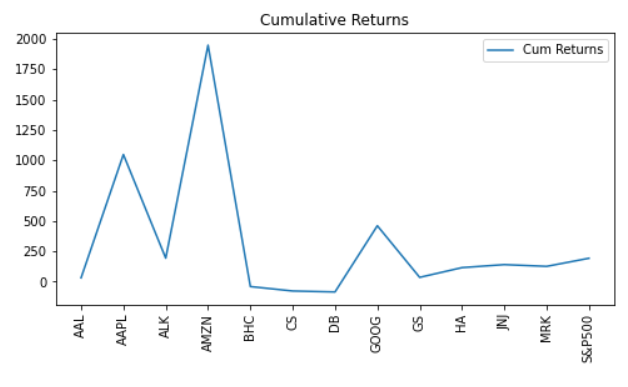 Cumulative Returns
Cum Returns
2000
1750
1500
1250
1000
750
500
250
0
AAL
AAPL
ALK
AMZN
BHC
CS
DB
GOOG
GS
HA
JNJ
MRK
S&P500